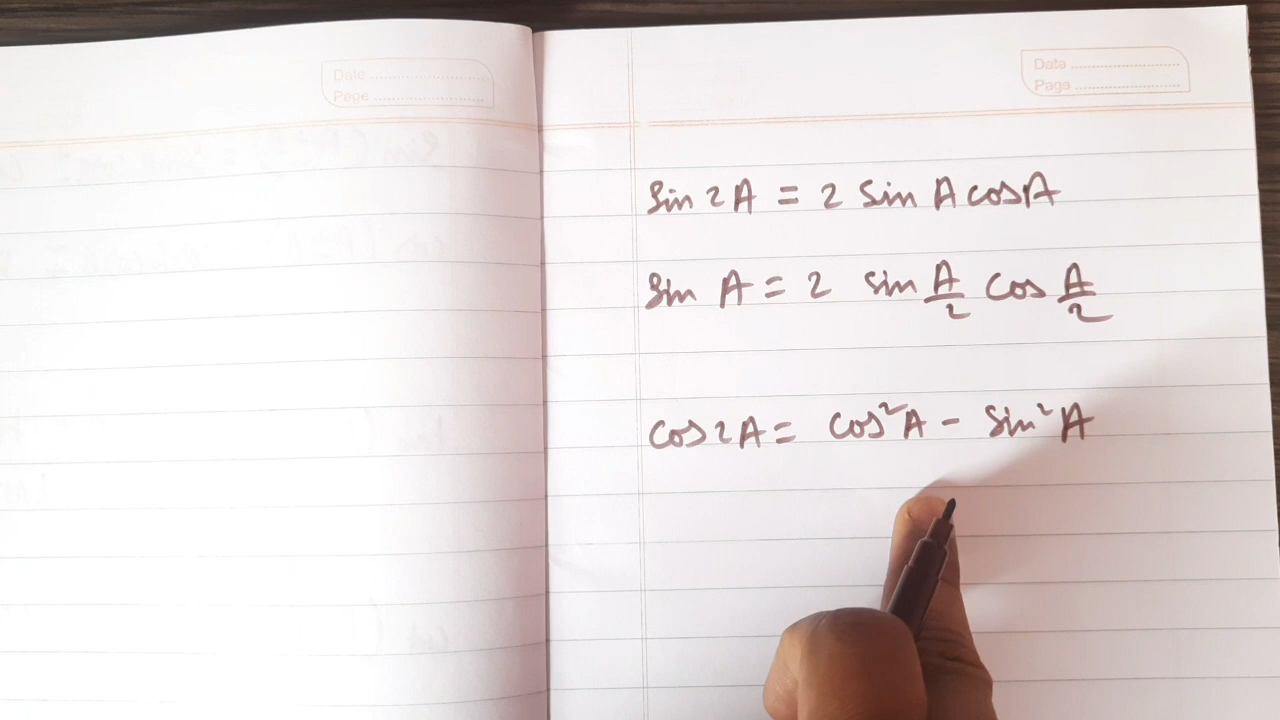 Date
Page
Date
Page
Sin 2A = 2 Sin A cos A
Sin A = 2 Sin A/2 Cos A/2
Cos 2A = Cos²A - Sin²A